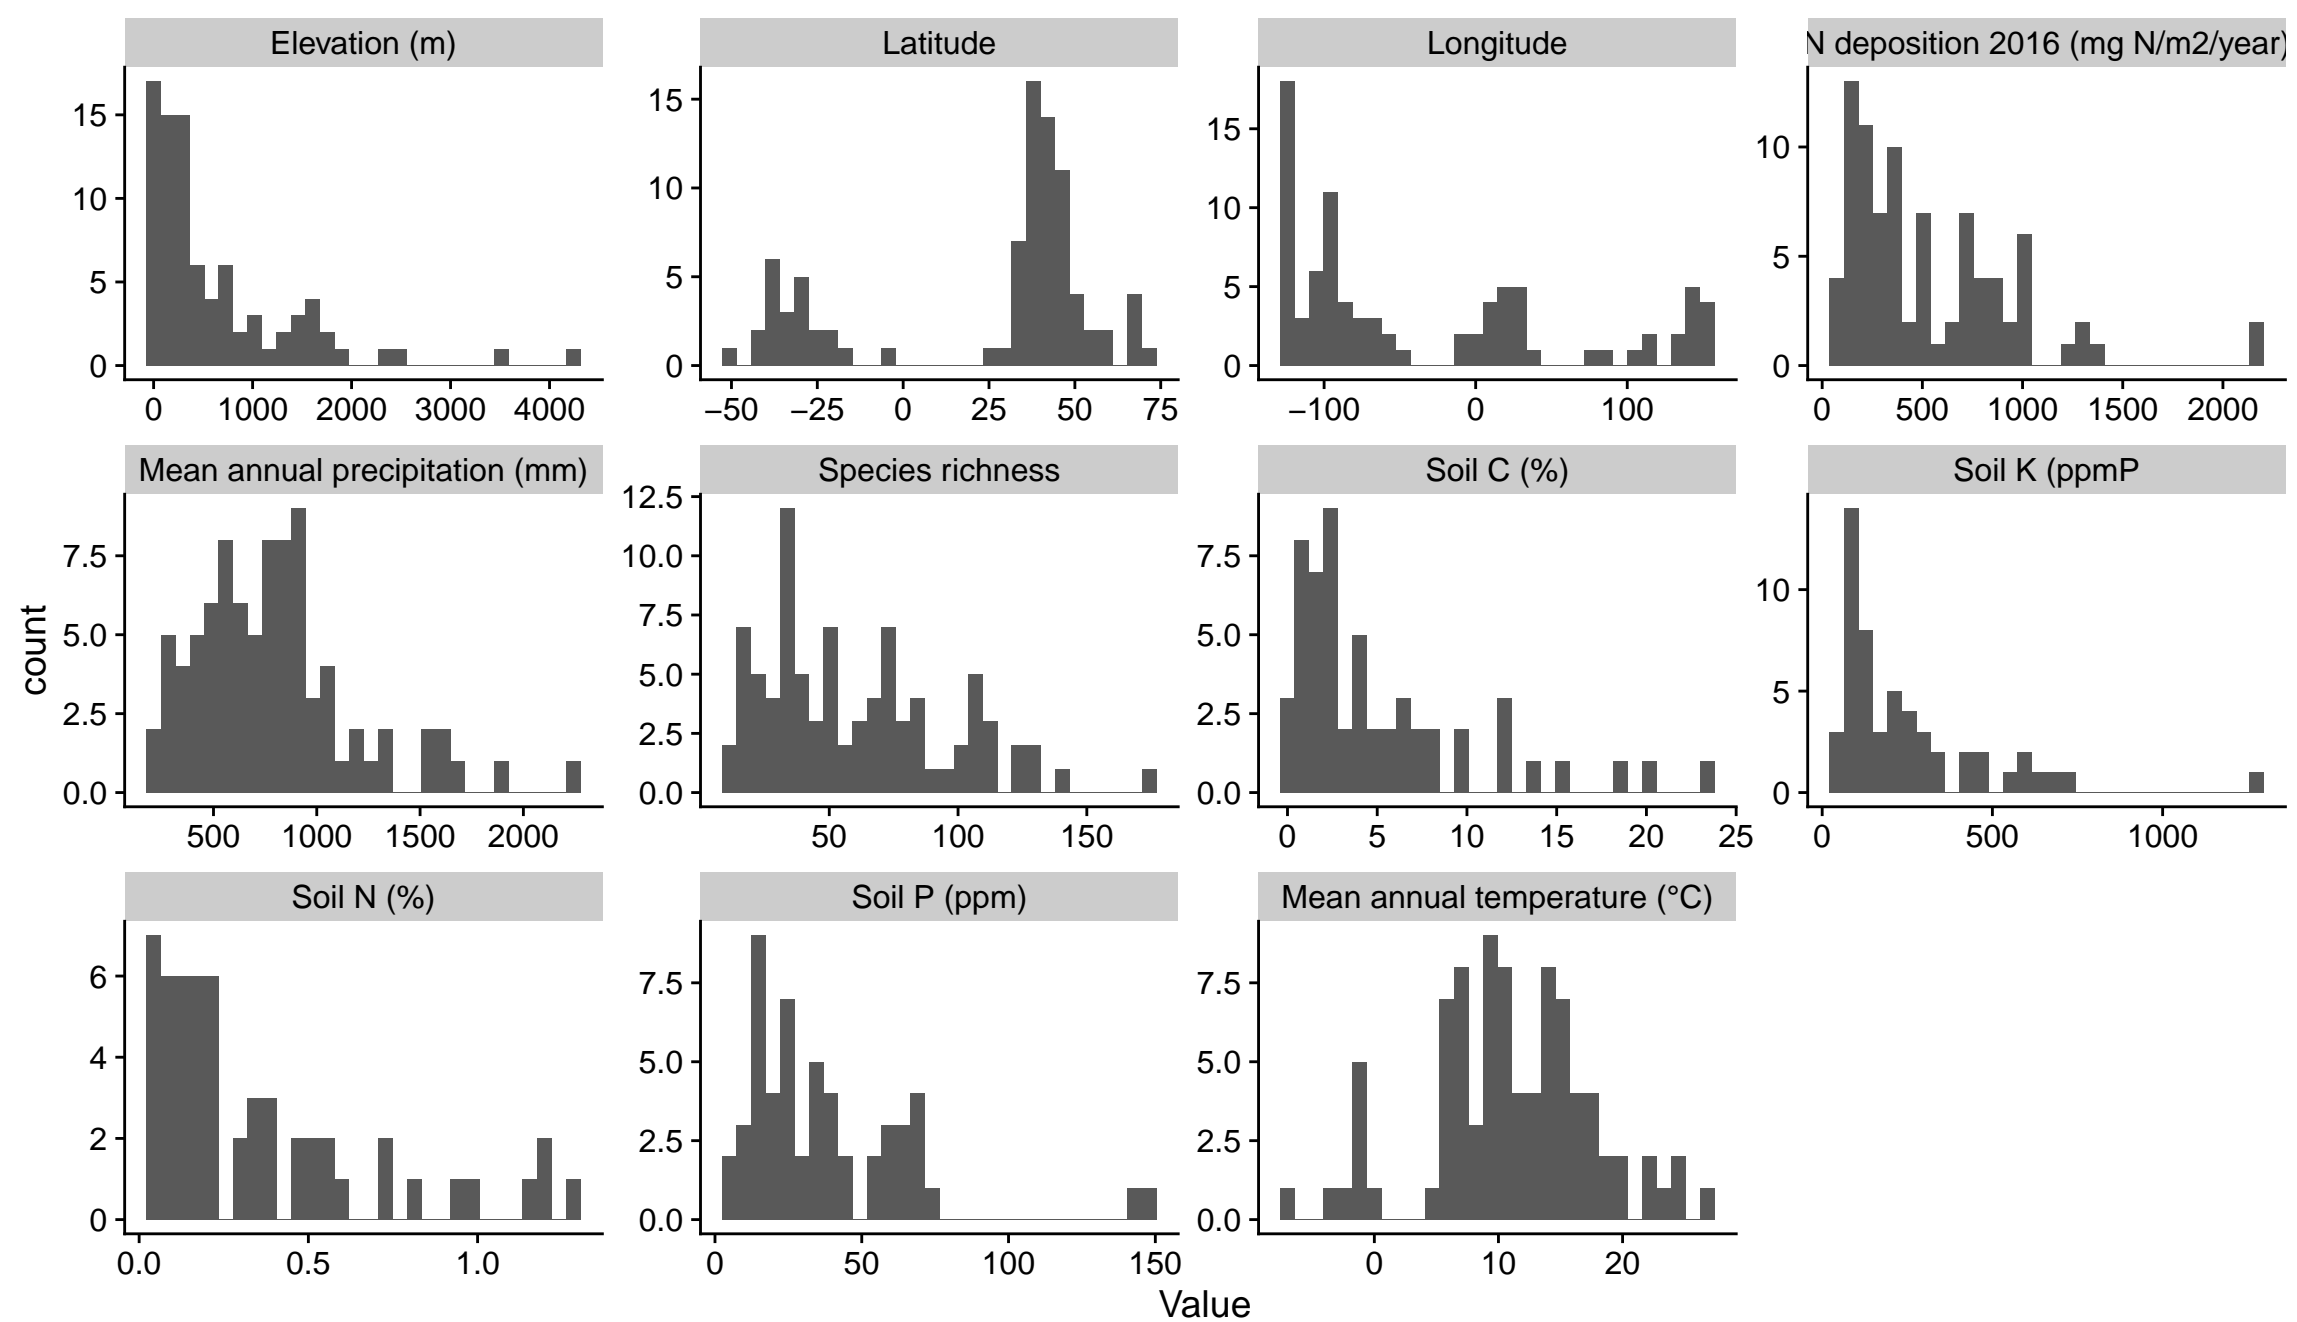 Elevation (m)
Latitude
Longitude
N deposition 2016 (mg N/m2/year)
15
10
5
0
0 1000 2000 3000 4000
15
10
5
0
−50 −25 0 25 50 75
15
10
5
0
−100 0 100
10
5
0
0 500 1000 1500 2000
Mean annual precipitation (mm)
Species richness
Soil C (%)
Soil K (ppmP
count
7.5
5.0
2.5
0.0
500 1000 1500 2000
12.5
10.0
7.5
5.0
2.5
0.0
50 100 150
7.5
5.0
2.5
0.0
0 5 10 15 20 25
10
5
0
0 500 1000
Soil N (%)
Soil P (ppm)
Mean annual temperature (°C)
6
4
2
0
0.0 0.5 1.0
7.5
5.0
2.5
0.0
0 50 100 150
7.5
5.0
2.5
0.0
0 10 20
Value